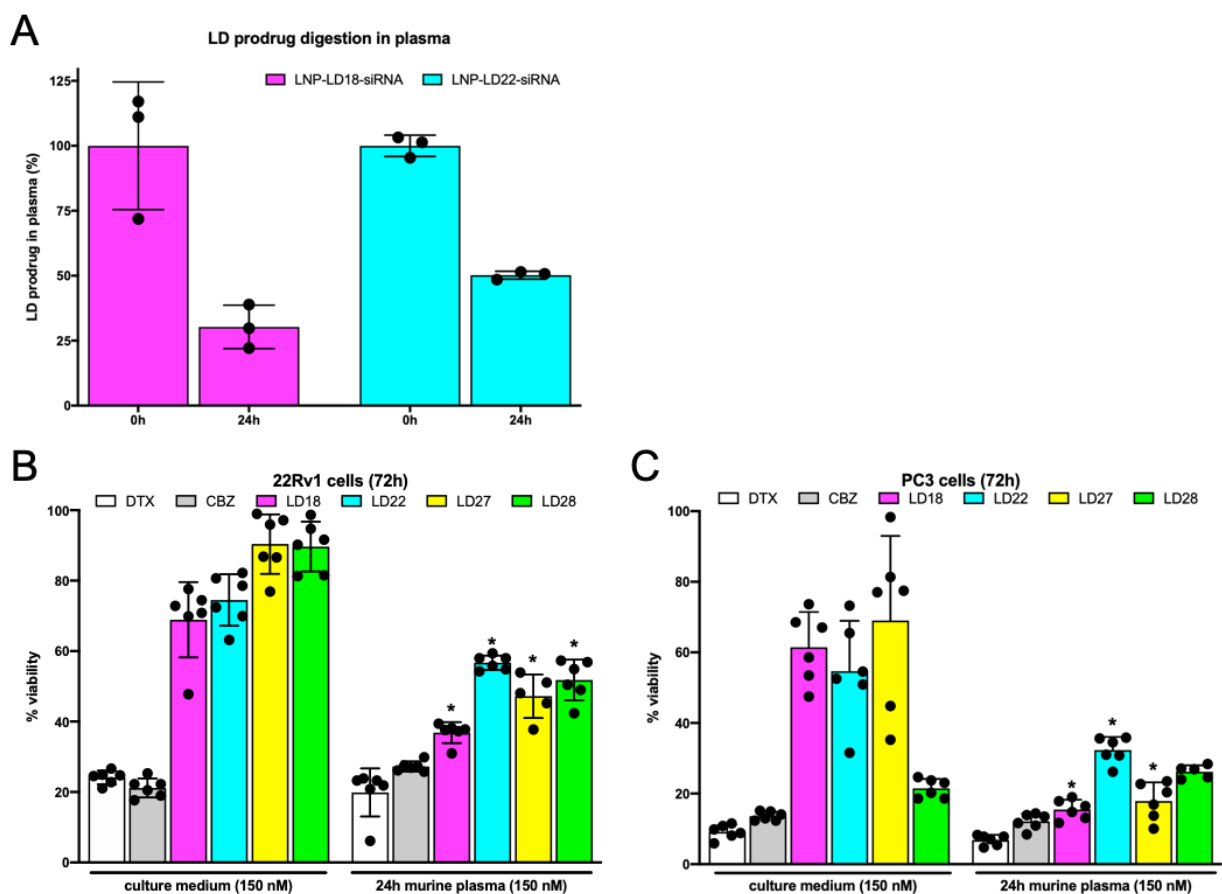 A
LD prodrug digestion in plasma
LNP-LD18-siRNA LNP-LD22-siRNA
LD prodrug in plasma (%)
125
100
75
50
25
0
0h 24h 0h 24h
B
22Rv1 cells (72h)
DTX CBZ LD18 LD22 LD27 LD28
% viability
100
80
60
40
20
0
* * * *
culture medium (150 nM) 24h murine plasma (150 nM)
C
PC3 cells (72h)
DTX CBZ LD18 LD22 LD27 LD28
% viability
100
80
60
40
20
0
* * *
culture medium (150 nM) 24h murine plasma (150 nM)